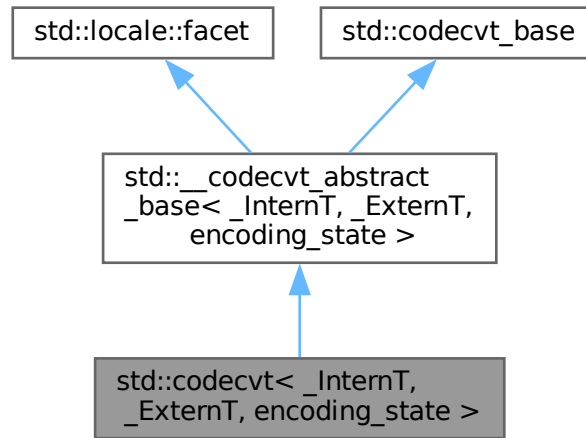 std::locale::facet
std::codecvt_base
std::__codecvt_abstract
_base< _InternT, _ExternT,
encoding_state >
std::codecvt< _InternT,
_ExternT, encoding_state >